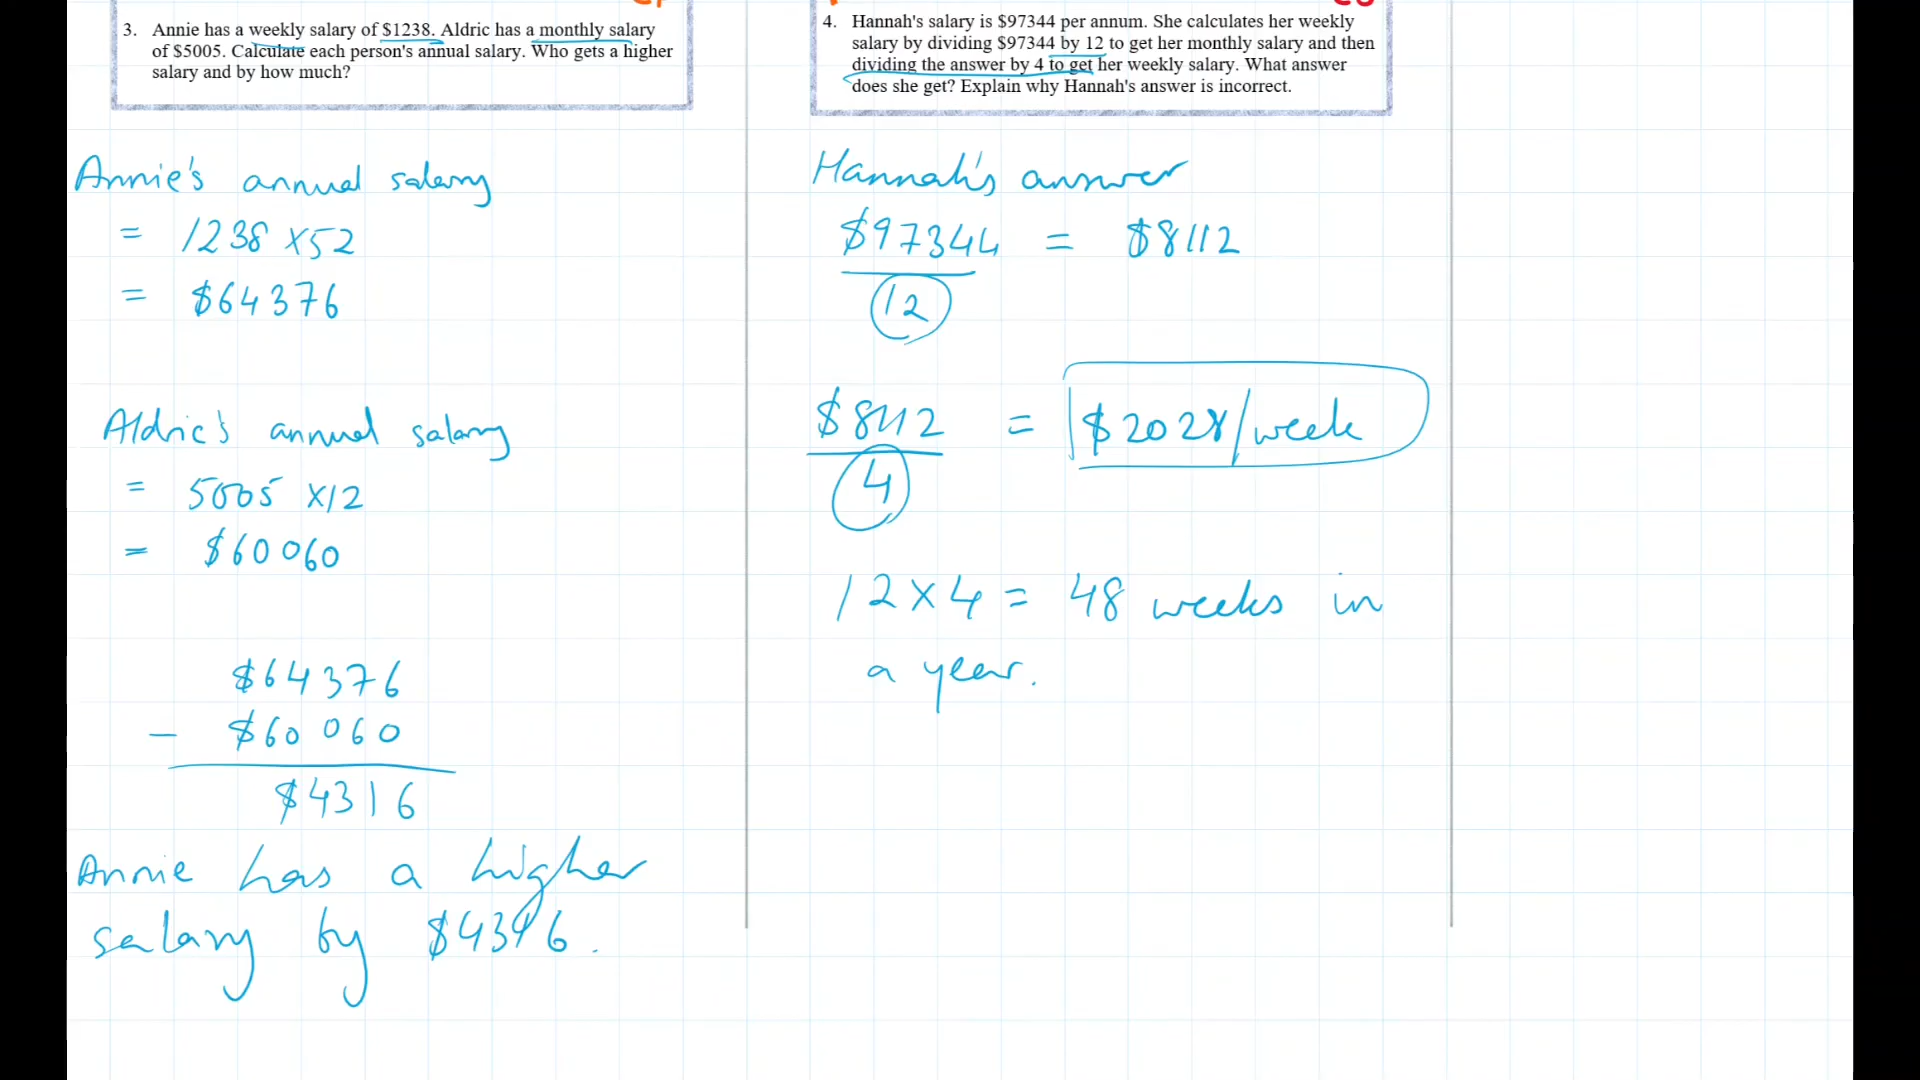 3. Annie has a weekly salary of $1238. Aldric has a monthly salary
of $5005. Calculate each person's annual salary. Who gets a higher
salary and by how much?
Annie's annual salary
= 1238 x52
= $64376
Aldric's annual salary
= 5005 x12
= $60060
$64376
- $60060
$4316
Annie has a higher
salary by $4316.
4. Hannah's salary is $97344 per annum. She calculates her weekly
salary by dividing $97344 by 12 to get her monthly salary and then
dividing the answer by 4 to get her weekly salary. What answer
does she get? Explain why Hannah's answer is incorrect.
Hannah's answer
$97344 = $8112
12
$8112 = $2028/week
4
12 x 4 = 48 weeks in
a year.